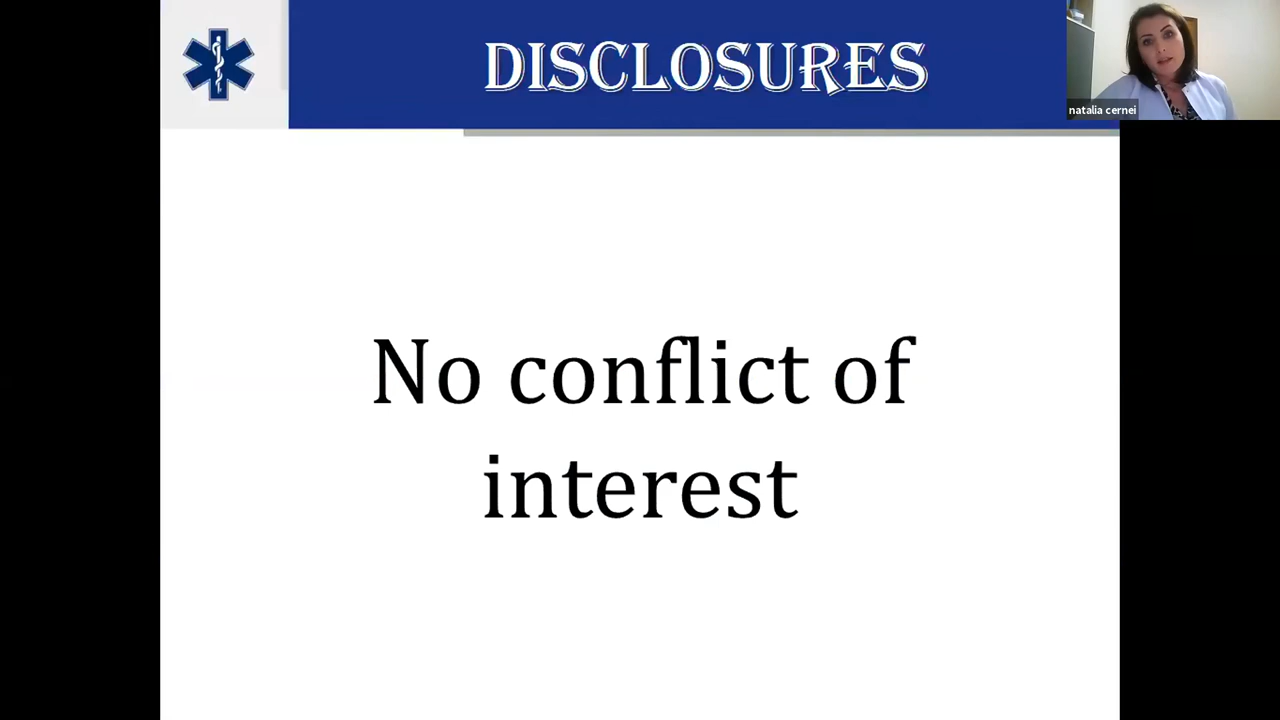 DISCLOSURES
natalia cernei
No conflict of
interest